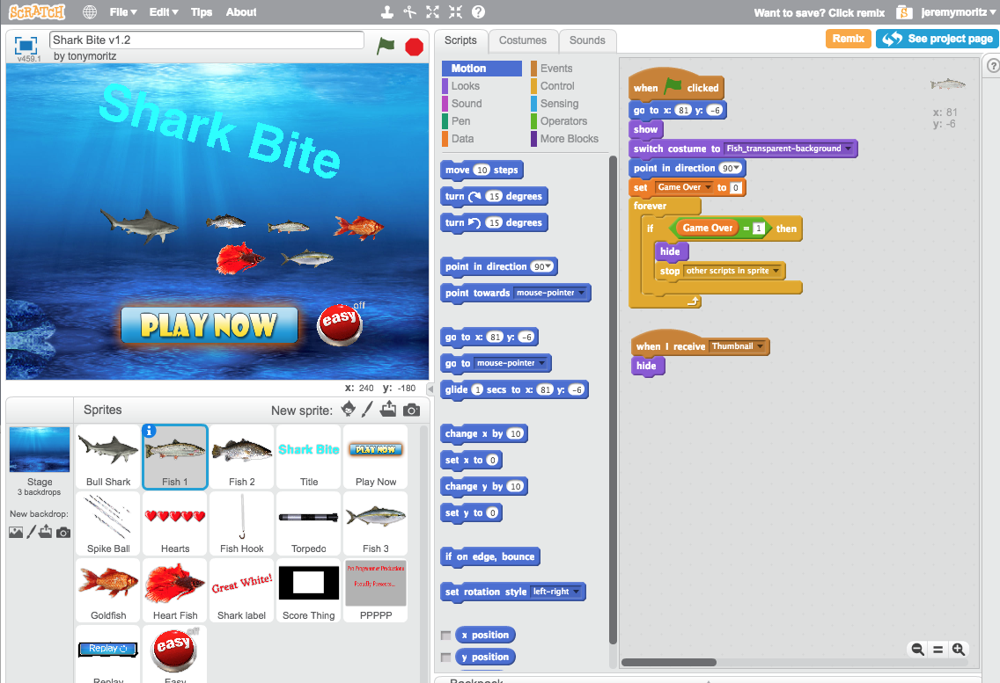 SCRATCH File▼ Edit▼ Tips About Want to save? Click remix jeremymoritz▼
v459.1 Shark Bite v1.2
by tonymoritz
Shark Bite
PLAY NOW
easy
off
x: 240 y: -180
Sprites New sprite:
Stage
3 backdrops
New backdrop:
Bull Shark Fish 1 Fish 2 Shark Bite Title PLAY NOW Play Now
Spike Ball Hearts Fish Hook Torpedo Fish 3
Great White! Pro Programmer Productions
Proudly Presents...
Goldfish Heart Fish Shark label Score Thing PPPPP
Replay easy off
Replay Easy
Scripts Costumes Sounds Remix See project page
Motion Events
Looks Control
Sound Sensing
Pen Operators
Data More Blocks
move 10 steps
turn 15 degrees
turn 15 degrees
point in direction 90▼
point towards mouse-pointer
go to x: 81 y: -6
go to mouse-pointer
glide 1 secs to x: 81 y: -6
change x by 10
set x to 0
change y by 10
set y to 0
if on edge, bounce
set rotation style left-right
x position
y position
when clicked
go to x: 81 y: -6
show
switch costume to Fish_transparent-background
point in direction 90▼
set Game Over to 0
forever
if Game Over = 1 then
hide
stop other scripts in sprite
when I receive Thumbnail
hide
x: 81
y: -6
?
Backpack